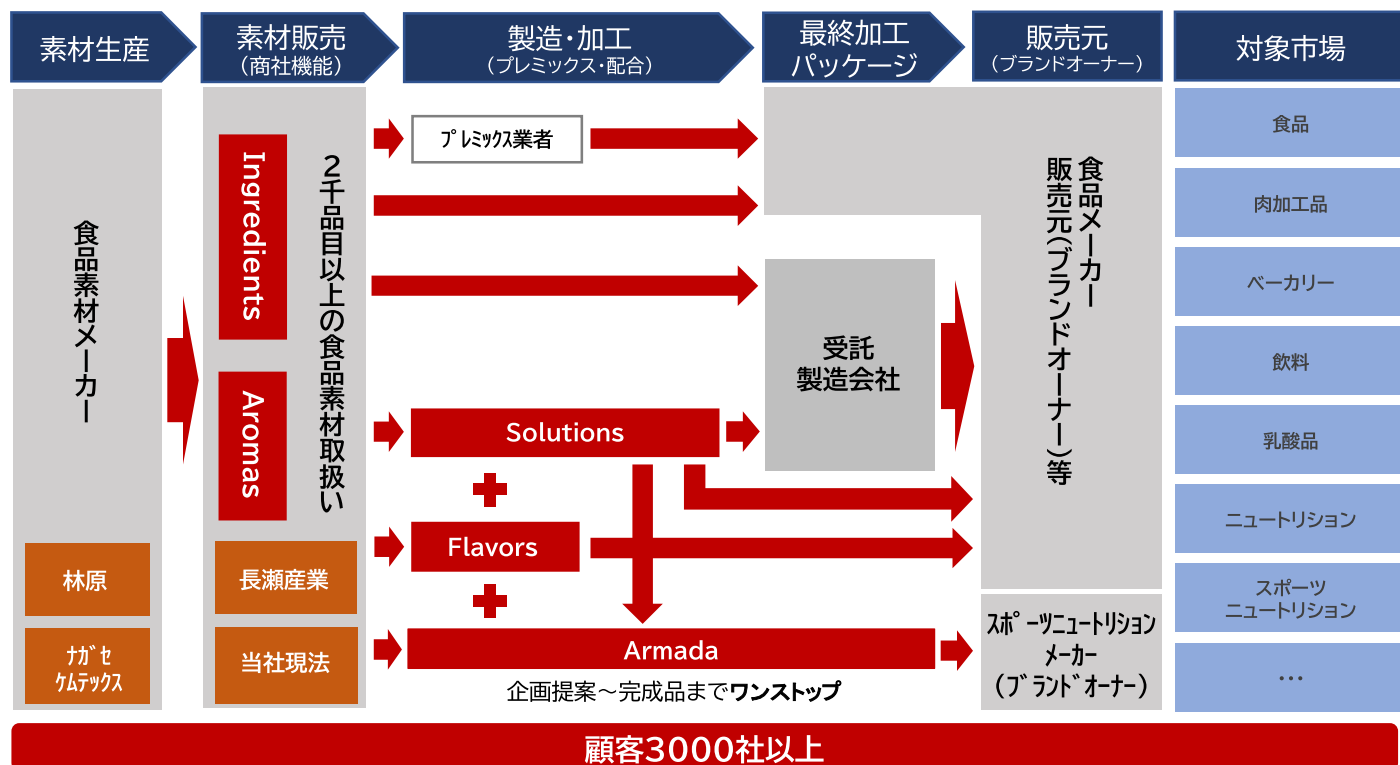 素材生産
素材販売
（商社機能）
製造・加工
（プレミックス・配合）
最終加工
パッケージ
販売元
（ブランドオーナー）
対象市場
食品素材メーカー
林原
ﾅｶﾞｾ
ｹﾑﾃｯｸｽ
Ingredients
Aromas
２千品目以上の食品素材取扱い
長瀬産業
当社現法
ﾌﾟﾚﾐｯｸｽ業者
Solutions
Flavors
Armada
企画提案～完成品までワンストップ
受託
製造会社
食品メーカー
販売元(ブランドオーナー)等
ｽﾎﾟｰﾂﾆｭｰﾄﾘｼｮﾝ
ﾒｰｶｰ
（ﾌﾞﾗﾝﾄﾞｵｰﾅｰ）
食品
肉加工品
ベーカリー
飲料
乳酸品
ニュートリション
スポーツ
ニュートリション
…
顧客3000社以上